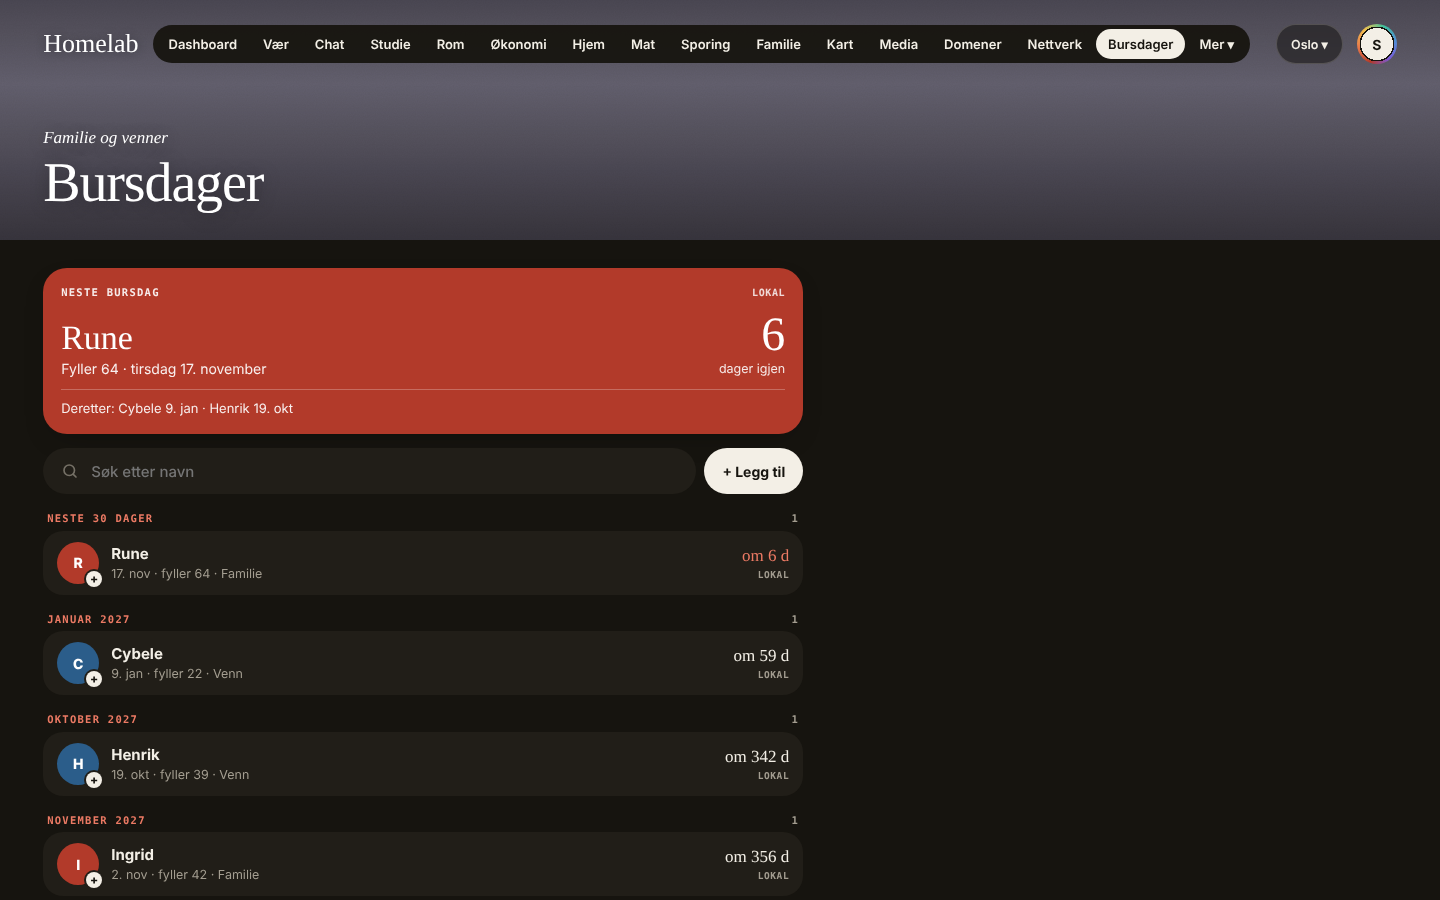 Homelab
Dashboard Vær Chat Studie Rom Økonomi Hjem Mat Sporing Familie Kart Media Domener Nettverk Bursdager Mer ▾ Oslo ▾ S
Familie og venner
Bursdager
NESTE BURSDAG LOKAL
Rune 6
Fyller 64 · tirsdag 17. november dager igjen
Deretter: Cybele 9. jan · Henrik 19. okt
Søk etter navn + Legg til
NESTE 30 DAGER 1
R + Rune om 6 d
17. nov · fyller 64 · Familie LOKAL
JANUAR 2027 1
C + Cybele om 59 d
9. jan · fyller 22 · Venn LOKAL
OKTOBER 2027 1
H + Henrik om 342 d
19. okt · fyller 39 · Venn LOKAL
NOVEMBER 2027 1
I + Ingrid om 356 d
2. nov · fyller 42 · Familie LOKAL